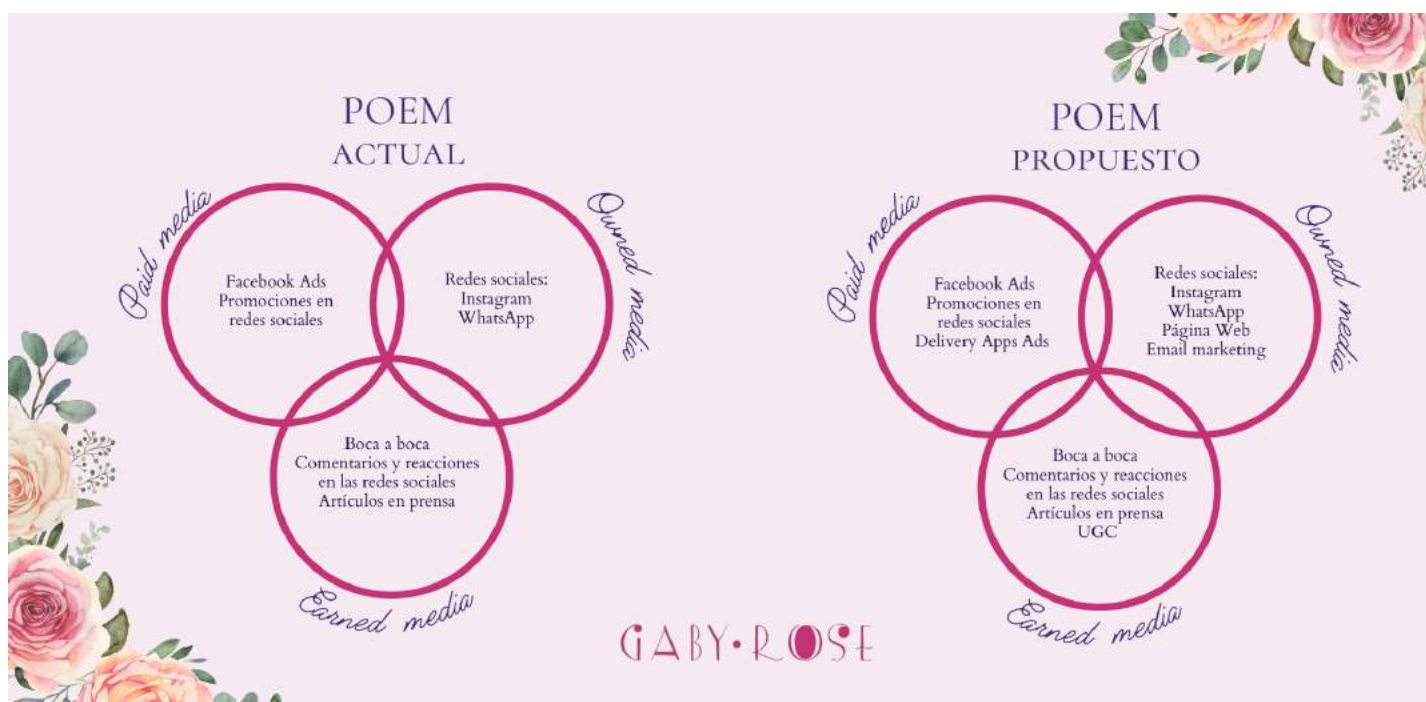 POEM
ACTUAL
Paid media
Owned media
Facebook Ads
Promociones en
redes sociales
Redes sociales:
Instagram
WhatsApp
Boca a boca
Comentarios y reacciones
en las redes sociales
Artículos en prensa
Earned media
POEM
PROPUESTO
Paid media
Owned media
Facebook Ads
Promociones en
redes sociales
Delivery Apps Ads
Redes sociales:
Instagram
WhatsApp
Página Web
Email marketing
Boca a boca
Comentarios y reacciones
en las redes sociales
Artículos en prensa
UGC
Earned media
GABY·ROSE